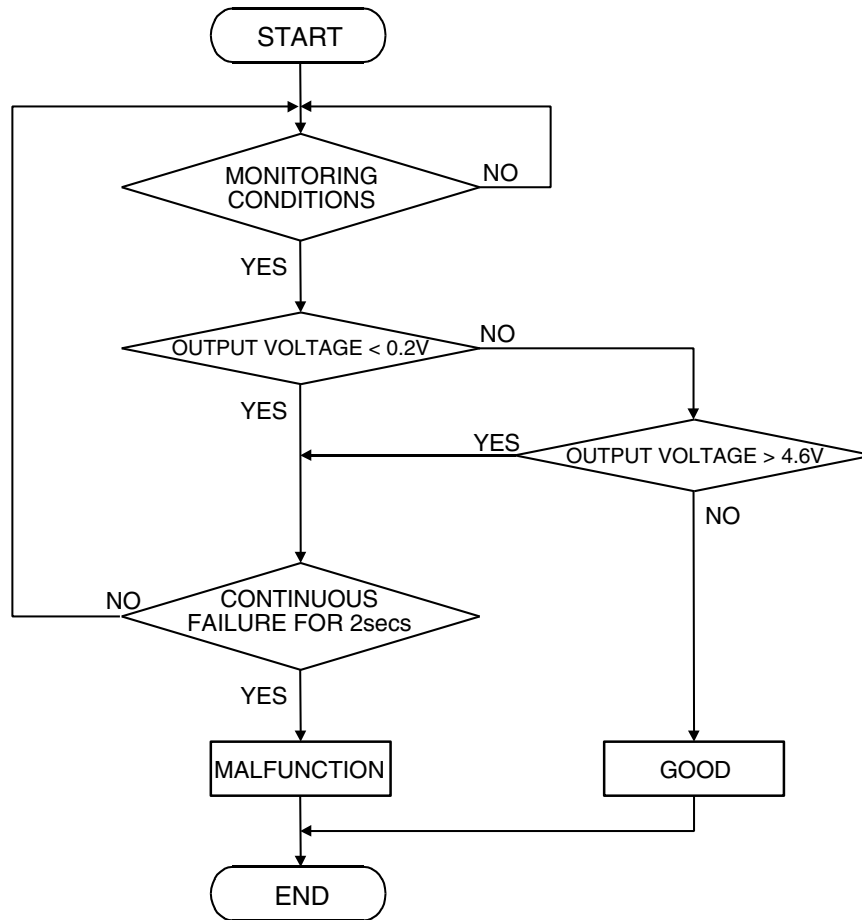 START
MONITORING
CONDITIONS
NO
YES
OUTPUT VOLTAGE < 0.2V
NO
YES
YES
OUTPUT VOLTAGE > 4.6V
NO
CONTINUOUS
FAILURE FOR 2secs
NO
YES
MALFUNCTION
GOOD
END